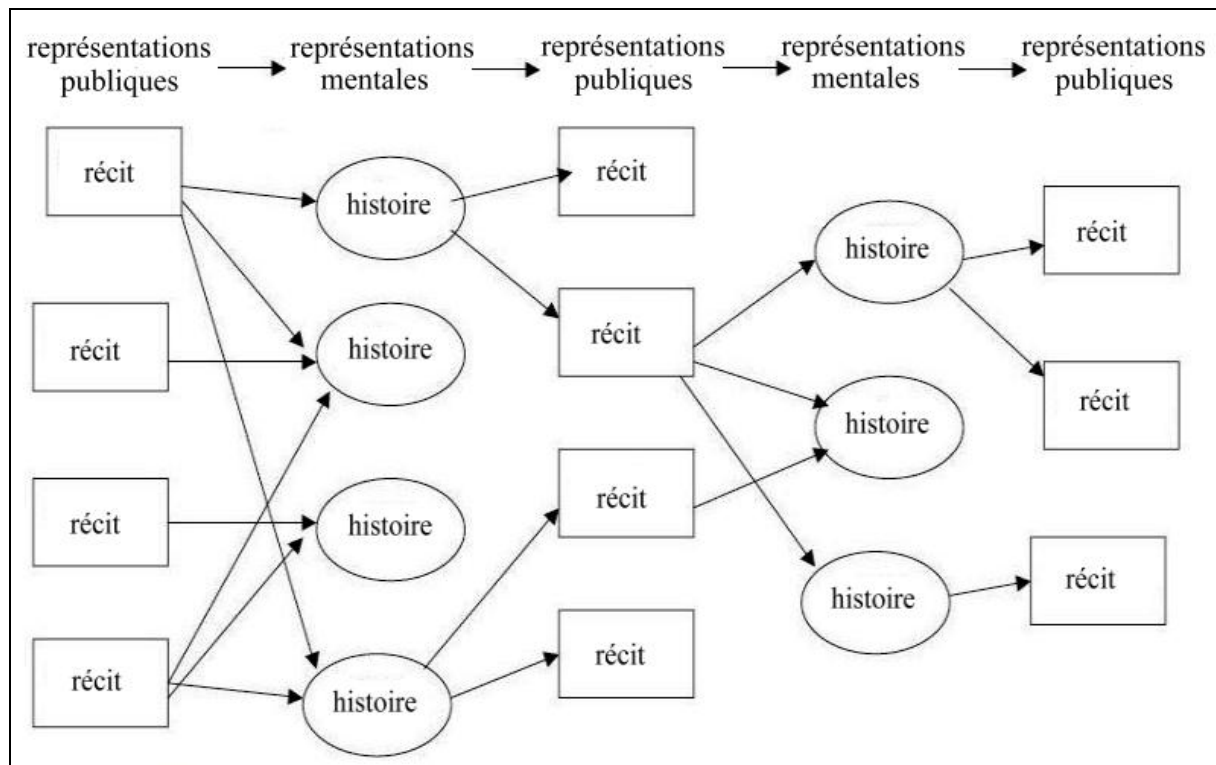 représentations publiques
représentations mentales
représentations publiques
représentations mentales
représentations publiques
récit
récit
récit
récit
histoire
histoire
histoire
histoire
récit
récit
récit
récit
histoire
histoire
histoire
récit
récit
récit